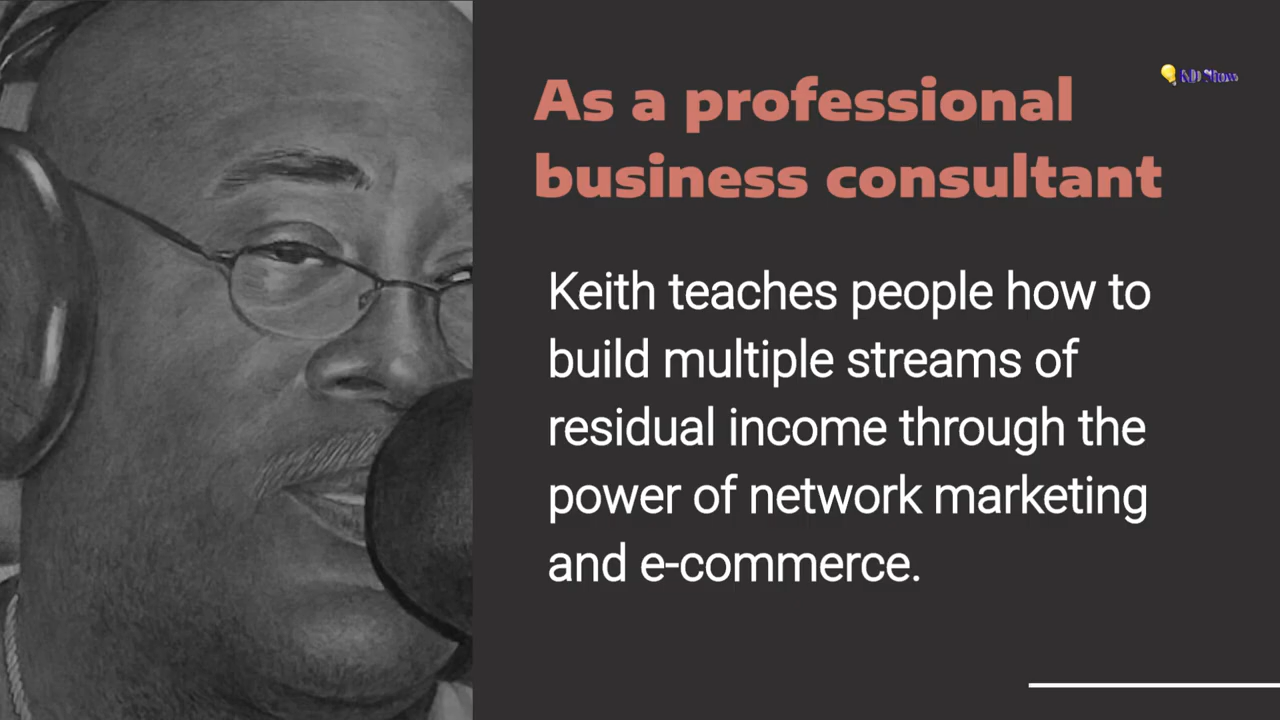 As a professional
business consultant
Keith teaches people how to
build multiple streams of
residual income through the
power of network marketing
and e-commerce.